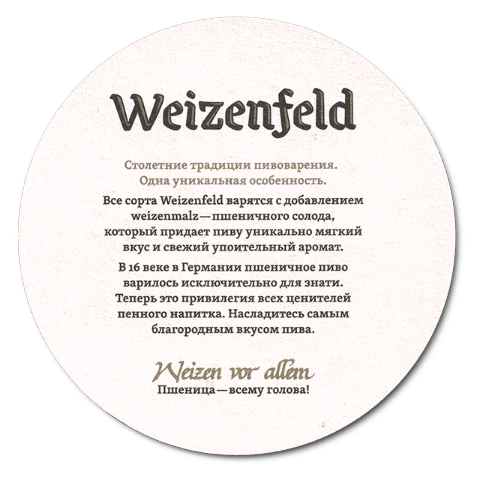 Weizenfeld
Столетние традиции пивоварения.
Одна уникальная особенность.
Все сорта Weizenfeld варятся с добавлением
weizenmalz—пшеничного солода,
который придает пиву уникально мягкий
вкус и свежий упоительный аромат.
В 16 веке в Германии пшеничное пиво
варилось исключительно для знати.
Теперь это привилегия всех ценителей
пенного напитка. Насладитесь самым
благородным вкусом пива.
Weizen vor allem
Пшеница—всему голова!